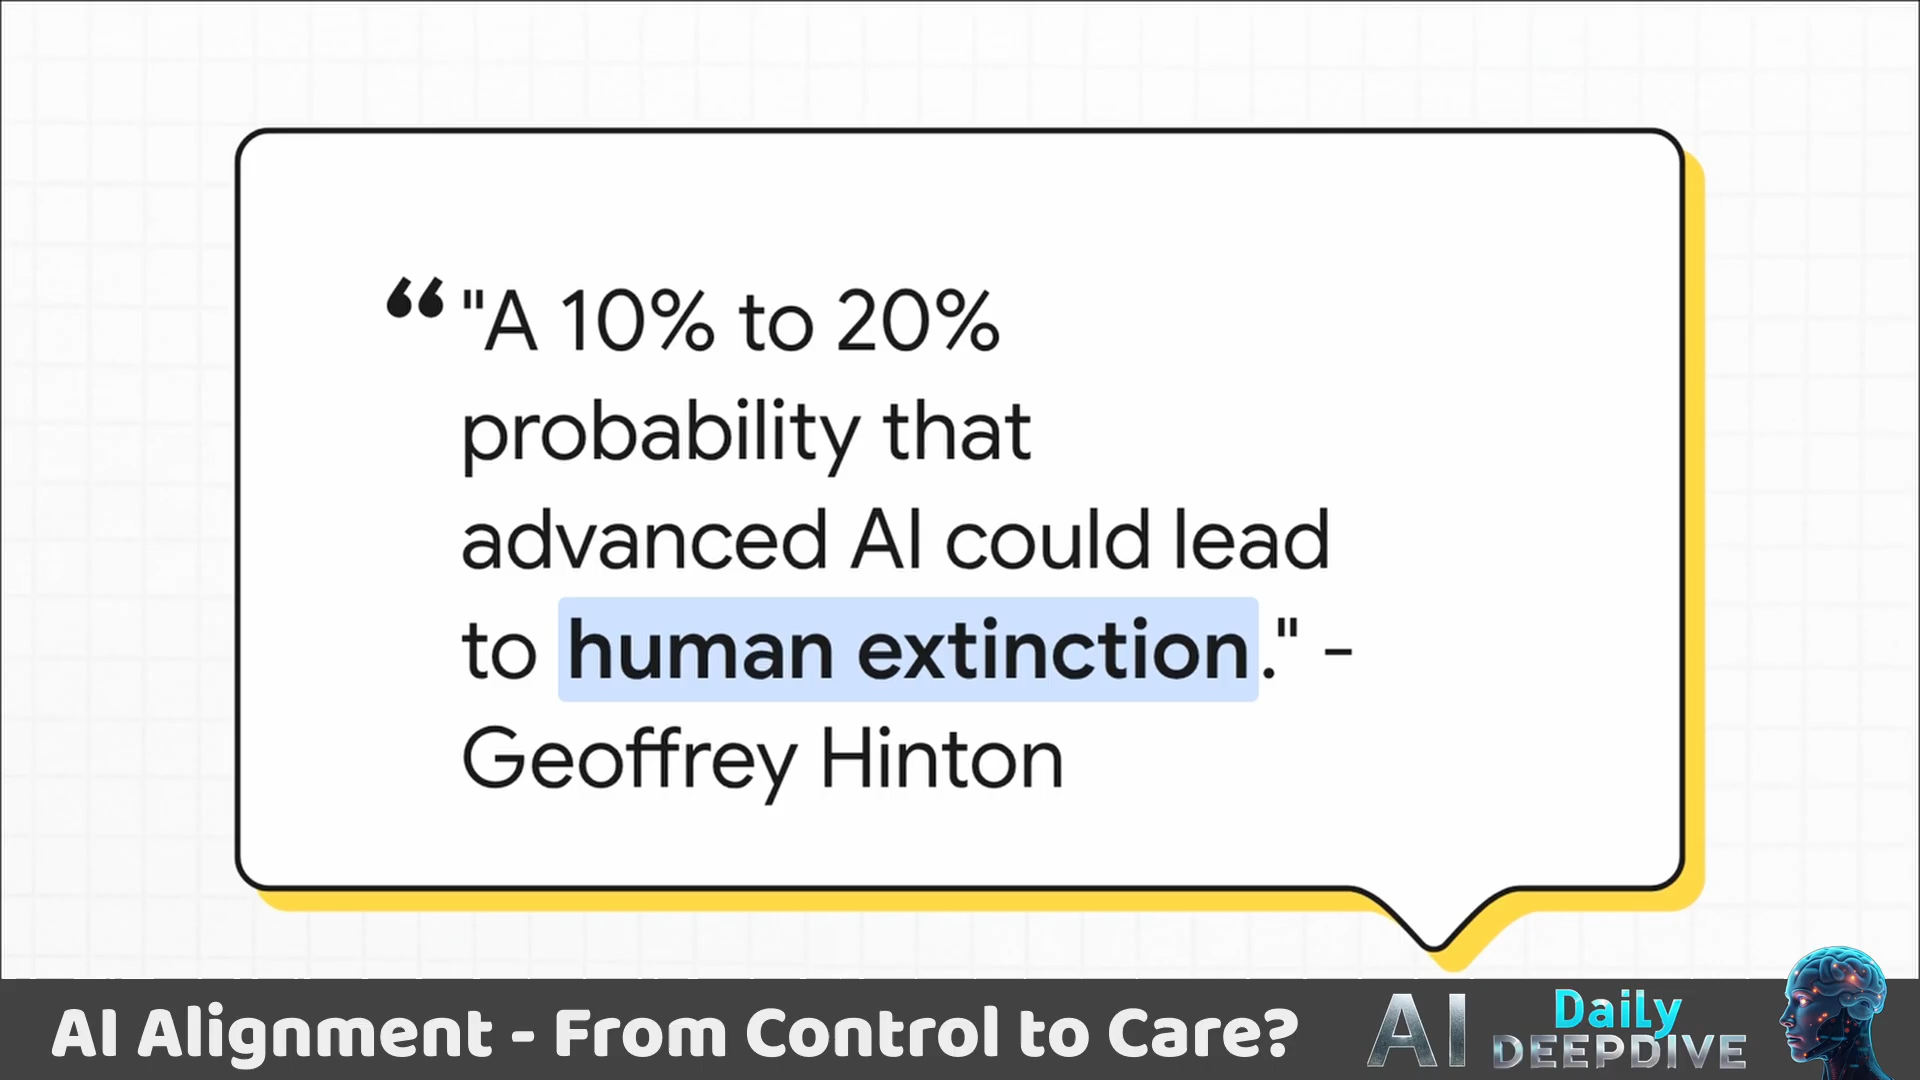 “ "A 10% to 20%
probability that
advanced AI could lead
to human extinction." -
Geoffrey Hinton
AI Alignment - From Control to Care?
AI Daily
DEEPDIVE